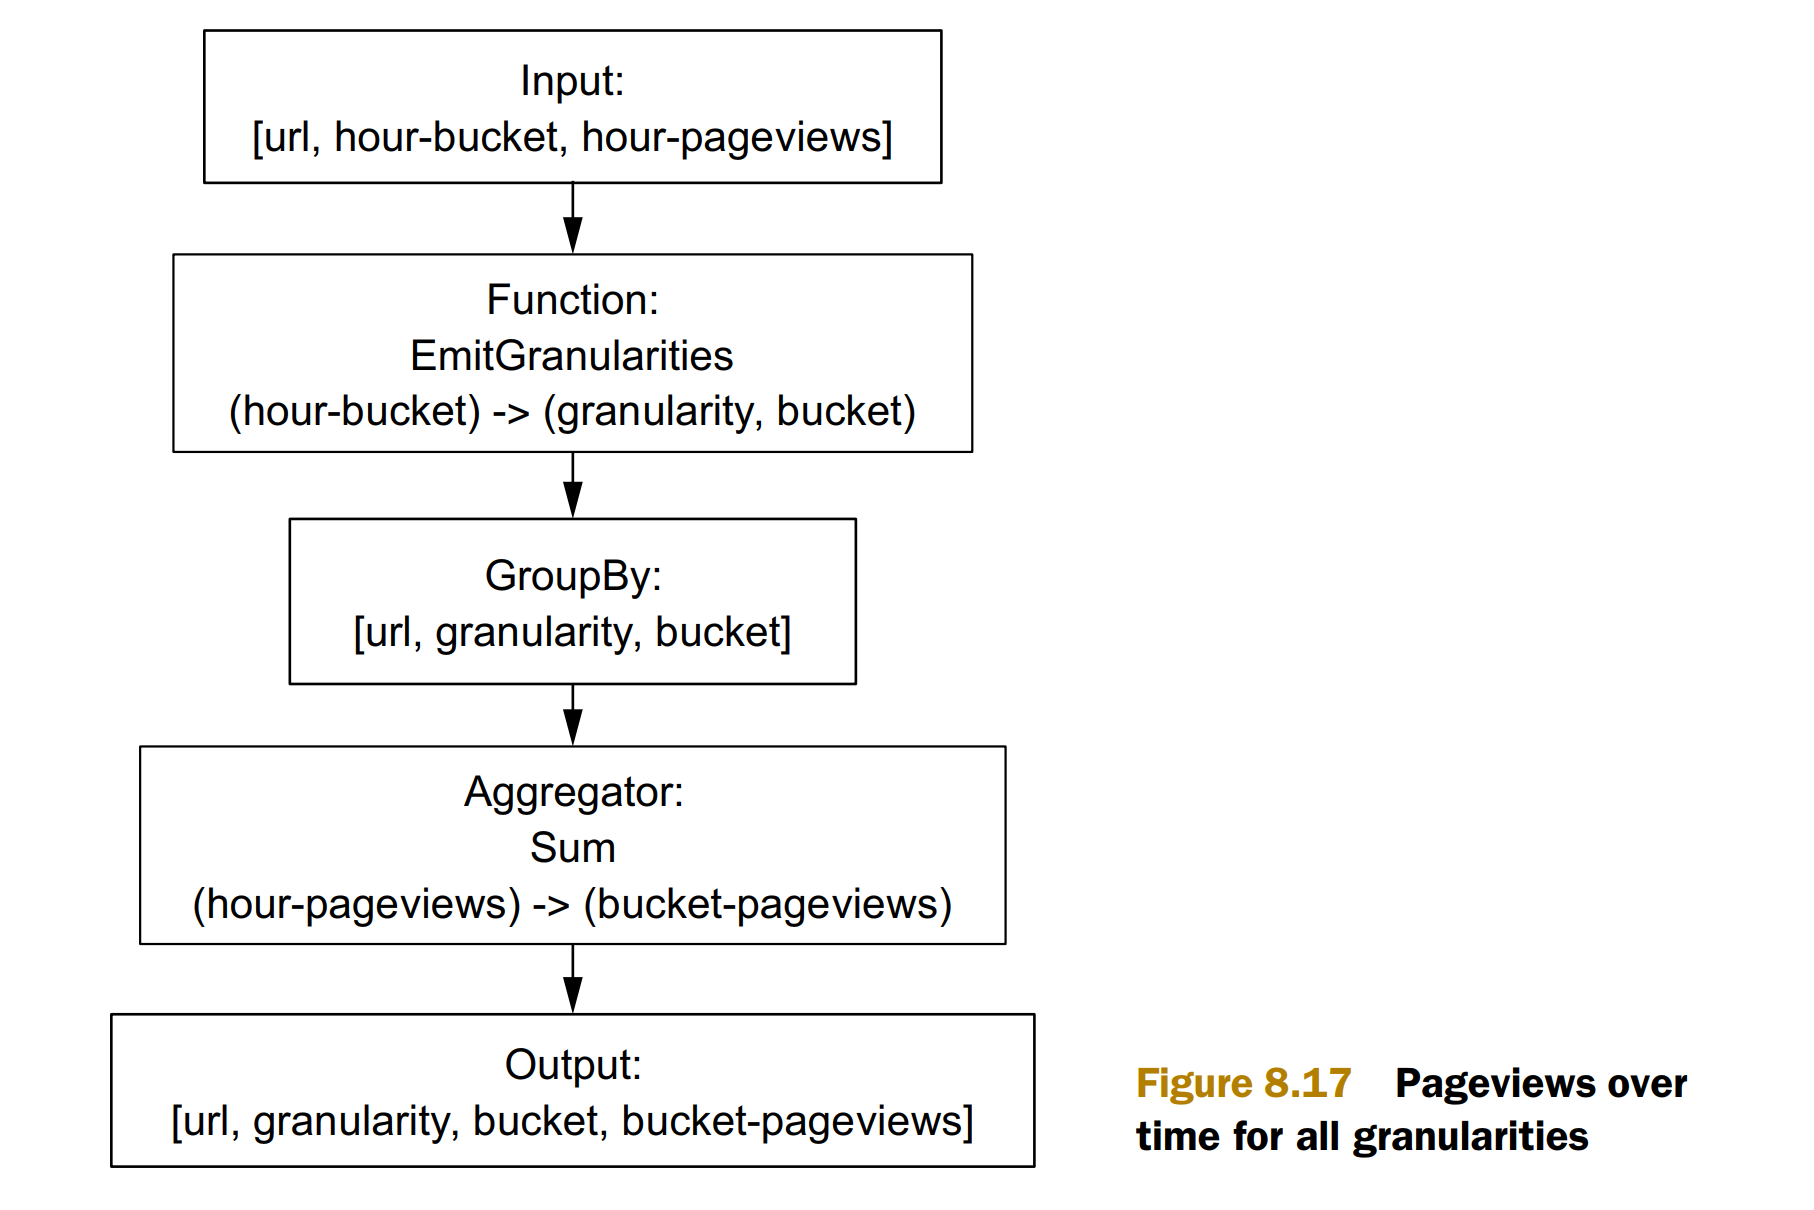 Input:
[url, hour-bucket, hour-pageviews]
Function:
EmitGranularities
(hour-bucket) -> (granularity, bucket)
GroupBy:
[url, granularity, bucket]
Aggregator:
Sum
(hour-pageviews) -> (bucket-pageviews)
Output:
[url, granularity, bucket, bucket-pageviews]
Figure 8.17 Pageviews over
time for all granularities